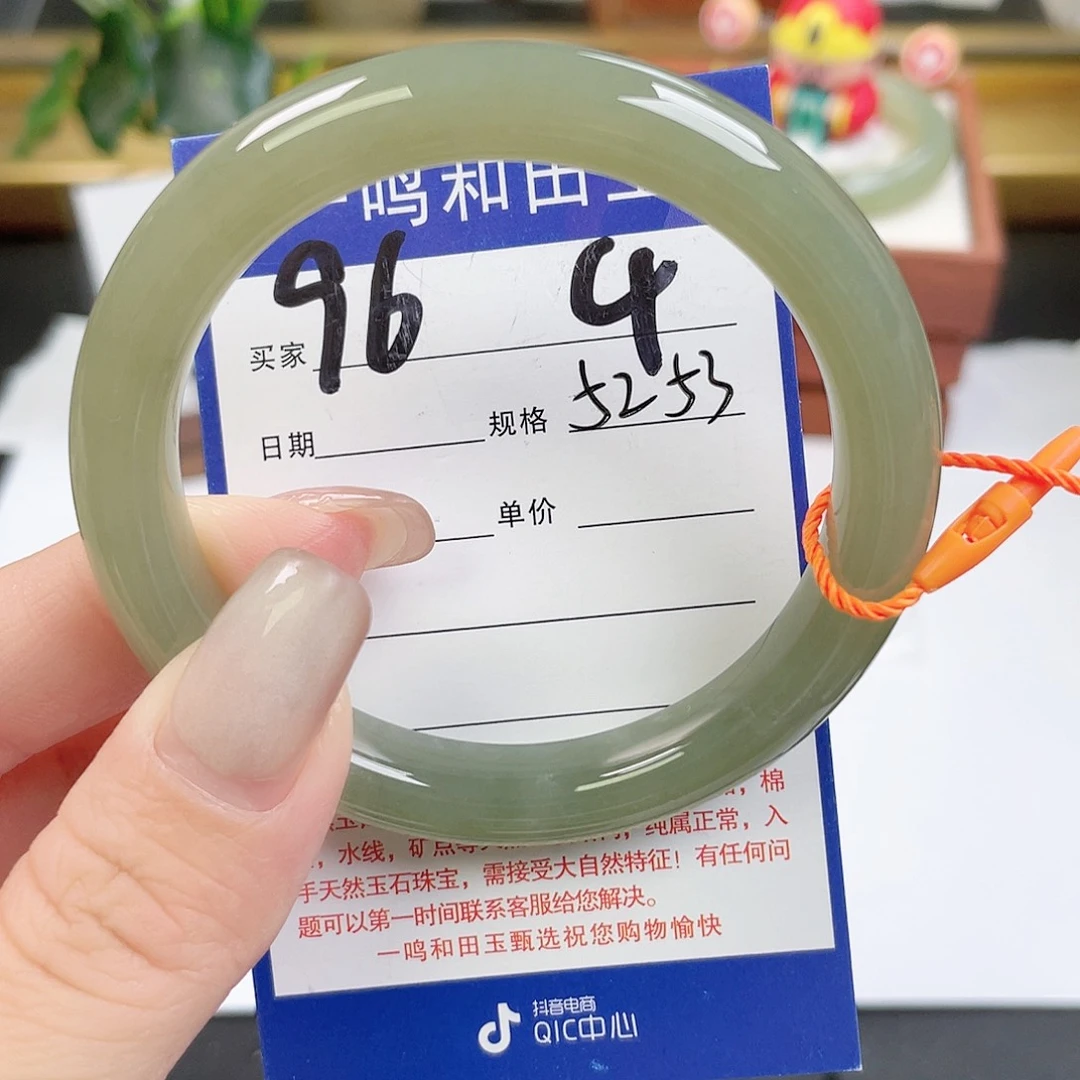 一鸣和田玉
96 4
买家
日期 规格 5253
单价
棉
，水线，矿点等 纯属正常，入
手天然玉石珠宝，需接受大自然特征！有任何问
题可以第一时间联系客服给您解决。
一鸣和田玉甄选祝您购物愉快
抖音电商
QIC中心